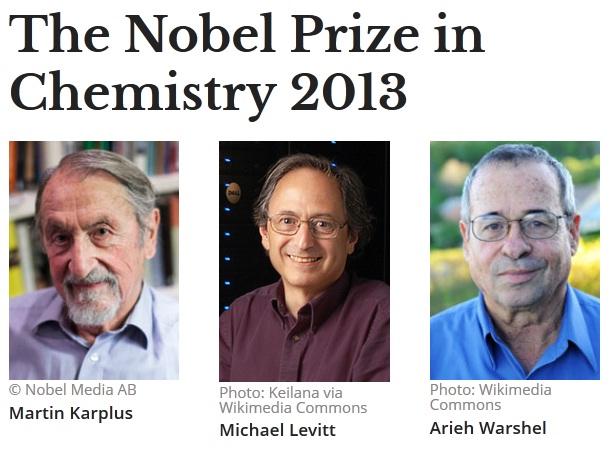 The Nobel Prize in
Chemistry 2013
DELL
© Nobel Media AB
Martin Karplus
Photo: Keilana via
Wikimedia Commons
Michael Levitt
Photo: Wikimedia
Commons
Arieh Warshel